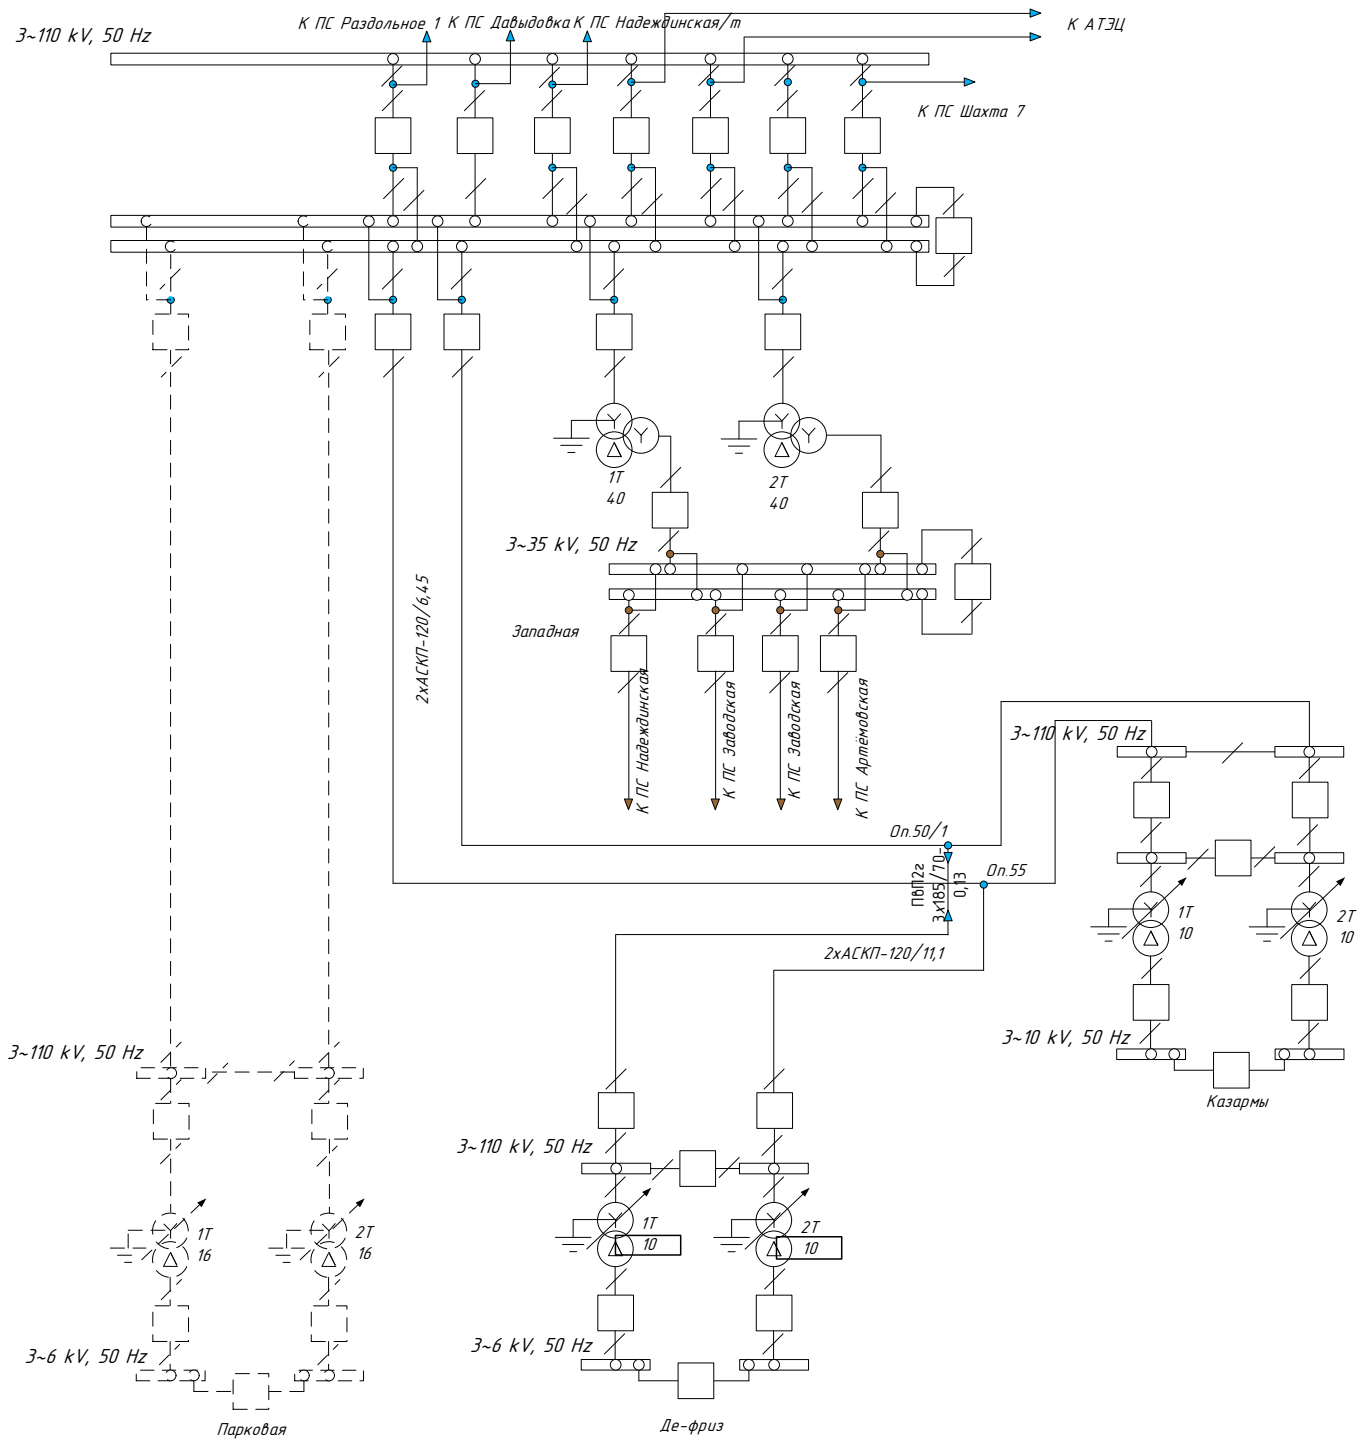 К ПС Раздольное 1
К ПС Давыдовка
К ПС Надеждинская/т
К АТЭЦ
3~110 kV, 50 Hz
К ПС Шахта 7
1Т
40
2Т
40
3~35 kV, 50 Hz
2хАСКП-120/6,45
Западная
К ПС Надеждинская
К ПС Заводская
К ПС Заводская
К ПС Артёмовская
3~110 kV, 50 Hz
Оп.50/1
Оп.55
ПвП2г
3х185/70-
0,13
2хАСКП-120/11,1
1Т
10
2Т
10
3~10 kV, 50 Hz
Казармы
3~110 kV, 50 Hz
3~110 kV, 50 Hz
1Т
16
2Т
16
1Т
10
2Т
10
3~6 kV, 50 Hz
3~6 kV, 50 Hz
Парковая
Де-фриз